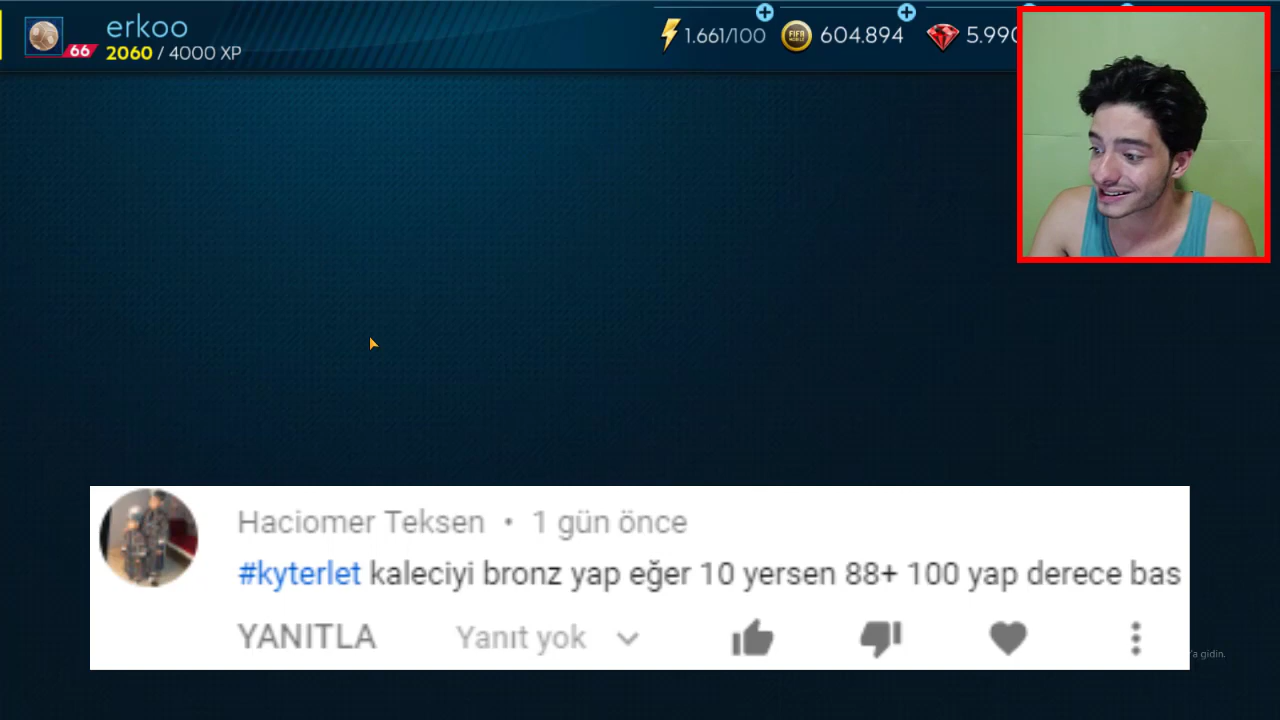 erkoo
66 2060 / 4000 XP
1.661/100 604.894 5.990
Haciomer Teksen • 1 gün önce
#kyterlet kaleciyi bronz yap eğer 10 yersen 88+ 100 yap derece bas
YANITLA Yanıt yok
'a gidin.